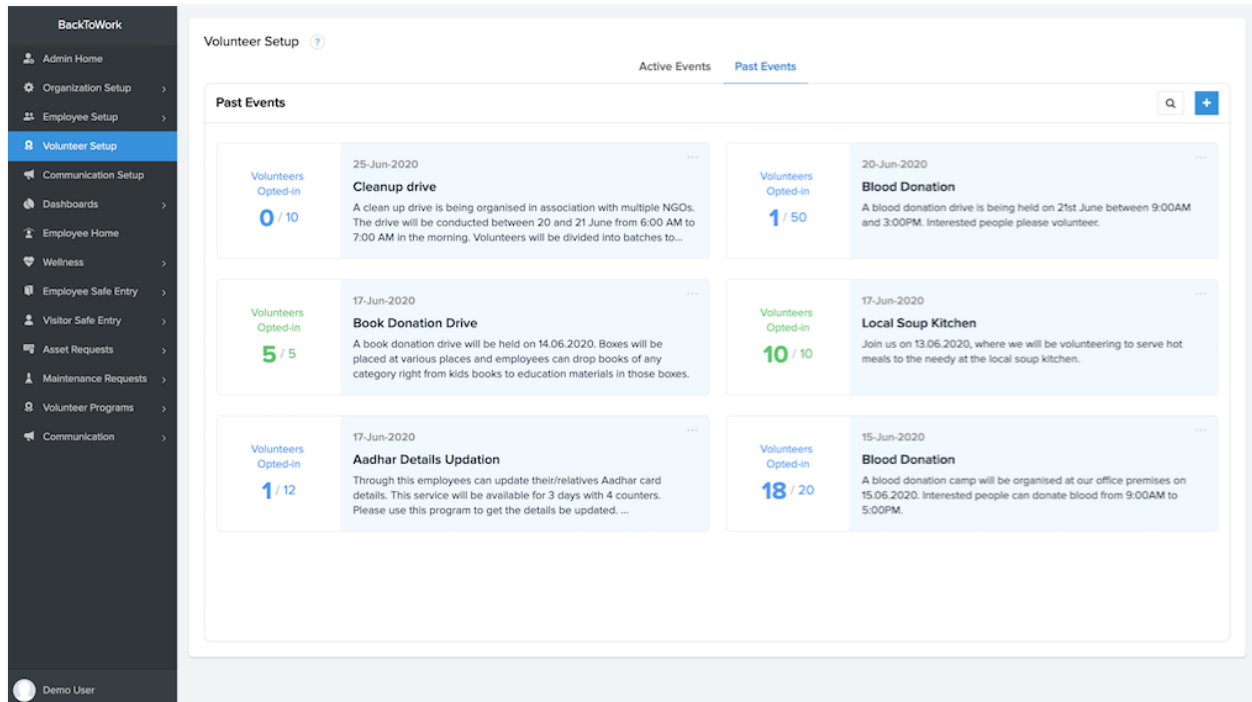 BackToWork
Admin Home
Organization Setup
Employee Setup
Volunteer Setup
Communication Setup
Dashboards
Employee Home
Wellness
Employee Safe Entry
Visitor Safe Entry
Asset Requests
Maintenance Requests
Volunteer Programs
Communication
Demo User
Volunteer Setup ?
Active Events Past Events
Past Events
+
Volunteers
Opted-in
0 / 10
25-Jun-2020
...
Cleanup drive
A clean up drive is being organised in association with multiple NGOs.
The drive will be conducted between 20 and 21 June from 6:00 AM to
7:00 AM in the morning. Volunteers will be divided into batches to...
Volunteers
Opted-in
1 / 50
20-Jun-2020
...
Blood Donation
A blood donation drive is being held on 21st June between 9:00AM
and 3:00PM. Interested people please volunteer.
Volunteers
Opted-in
5 / 5
17-Jun-2020
...
Book Donation Drive
A book donation drive will be held on 14.06.2020. Boxes will be
placed at various places and employees can drop books of any
category right from kids books to education materials in those boxes.
Volunteers
Opted-in
10 / 10
17-Jun-2020
...
Local Soup Kitchen
Join us on 13.06.2020, where we will be volunteering to serve hot
meals to the needy at the local soup kitchen.
Volunteers
Opted-in
1 / 12
17-Jun-2020
...
Aadhar Details Updation
Through this employees can update their/relatives Aadhar card
details. This service will be available for 3 days with 4 counters.
Please use this program to get the details be updated. ...
Volunteers
Opted-in
18 / 20
15-Jun-2020
...
Blood Donation
A blood donation camp will be organised at our office premises on
15.06.2020. Interested people can donate blood from 9:00AM to
5:00PM.